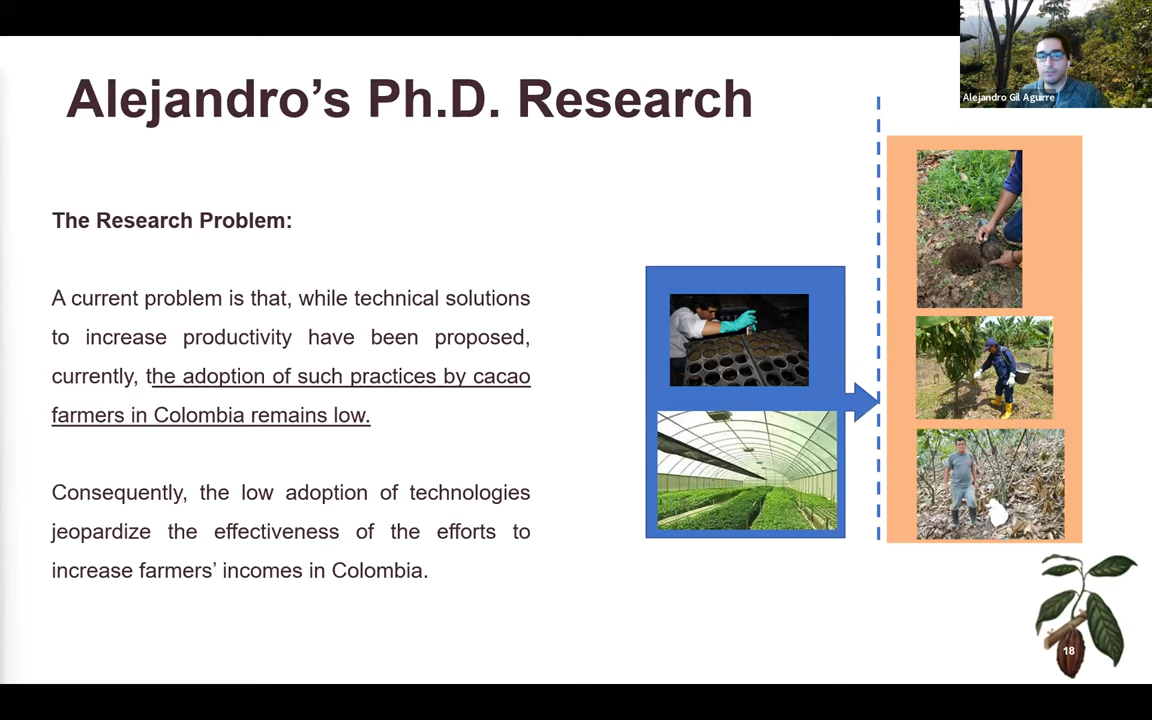 Alejandro’s Ph.D. Research
Alejandro Gil Aguirre
The Research Problem:
A current problem is that, while technical solutions
to increase productivity have been proposed,
currently, the adoption of such practices by cacao
farmers in Colombia remains low.
Consequently, the low adoption of technologies
jeopardize the effectiveness of the efforts to
increase farmers’ incomes in Colombia.
18